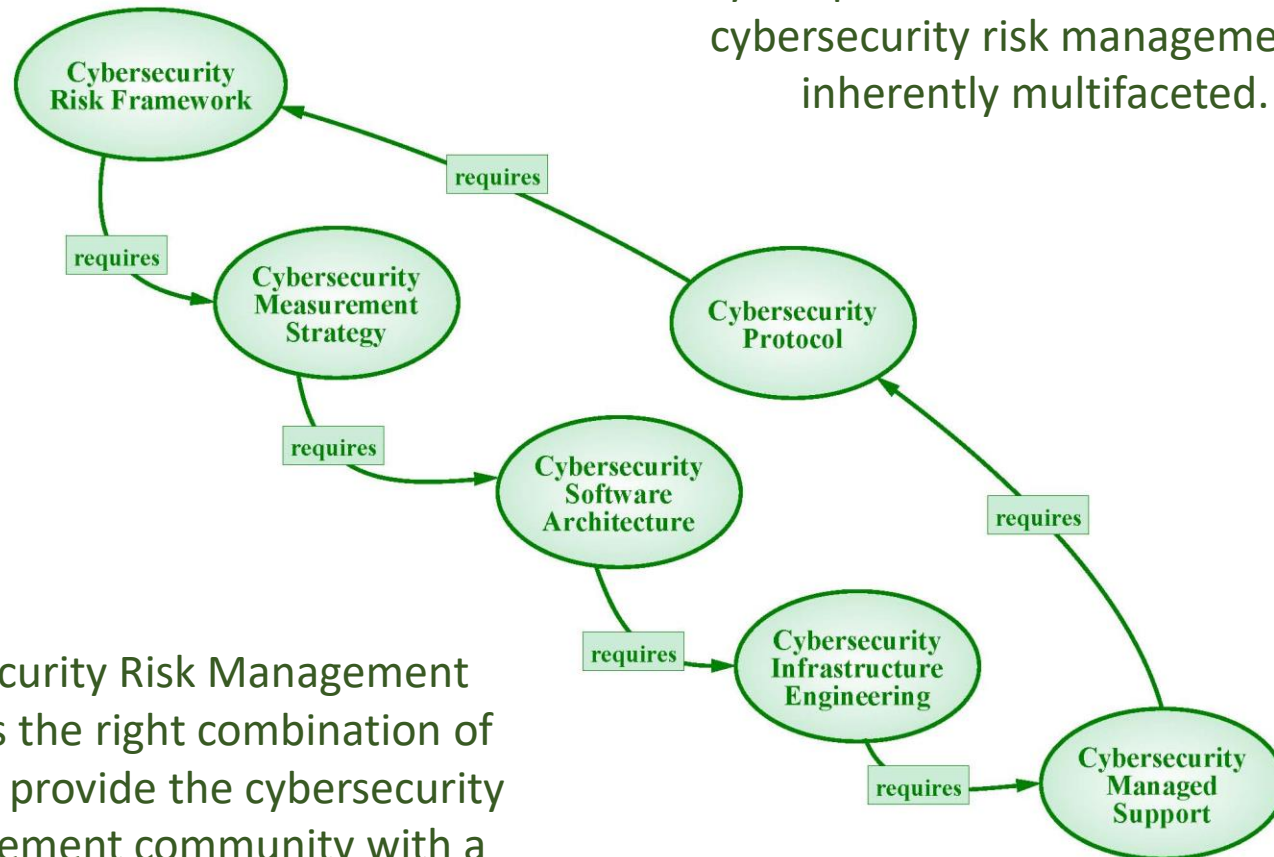 cybersecurity risk manageme
inherently multifaceted.
Cybersecurity
Risk Framework
requires
requires
Cybersecurity
Measurement
Strategy
Cybersecurity
Protocol
requires
Cybersecurity
Software
Architecture
requires
requires
Cybersecurity
Infrastructure
Engineering
requires
Cybersecurity
Managed
Support
curity Risk Management
s the right combination of
provide the cybersecurity
ement community with a